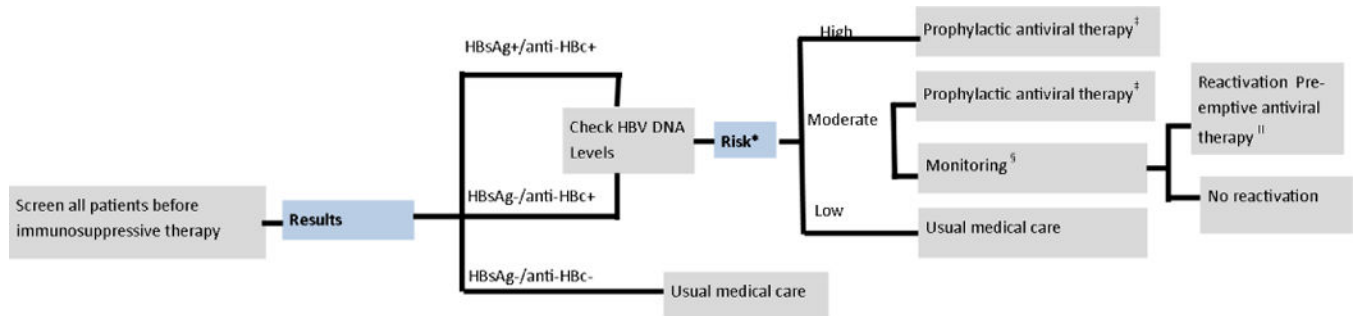 High
Prophylactic antiviral therapy‡
HBsAg+/anti-HBc+
Prophylactic antiviral therapy‡
Reactivation Pre-
emptive antiviral
therapy ||
Check HBV DNA
Levels
Risk*
Moderate
Monitoring §
Screen all patients before
immunosuppressive therapy
Results
HBsAg-/anti-HBc+
No reactivation
Low
Usual medical care
HBsAg-/anti-HBc-
Usual medical care